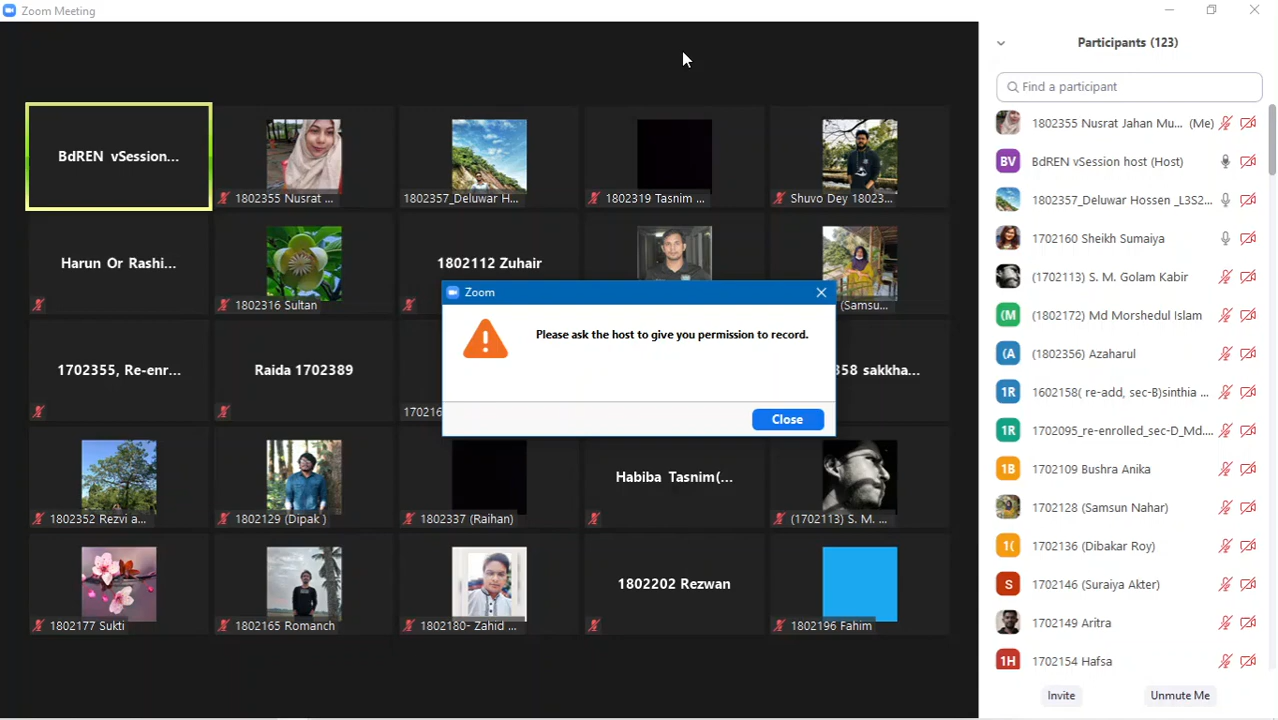 Zoom Meeting
Participants (123)
Find a participant
BdREN vSession...
1802355 Nusrat ...
1802357_Deluwar H...
1802319 Tasnim ...
Shuvo Dey 18023...
Harun Or Rashi...
1802316 Sultan
1802112 Zuhair
(Samsu...
Zoom
Please ask the host to give you permission to record.
Close
1702355, Re-enr...
Raida 1702389
170216
358 sakkha...
1802352 Rezvi a...
1802129 (Dipak )
1802337 (Raihan)
Habiba Tasnim(...
(1702113) S. M. ...
1802177 Sukti
1802165 Romanch
1802180- Zahid ...
1802202 Rezwan
1802196 Fahim
1802355 Nusrat Jahan Mu... (Me)
BV BdREN vSession host (Host)
1802357_Deluwar Hossen _L3S2...
1702160 Sheikh Sumaiya
(1702113) S. M. Golam Kabir
(M (1802172) Md Morshedul Islam
(A (1802356) Azaharul
1R 1602158( re-add, sec-B)sinthia ...
1R 1702095_re-enrolled_sec-D_Md....
1B 1702109 Bushra Anika
1702128 (Samsun Nahar)
1( 1702136 (Dibakar Roy)
S 1702146 (Suraiya Akter)
1702149 Aritra
1H 1702154 Hafsa
Invite
Unmute Me